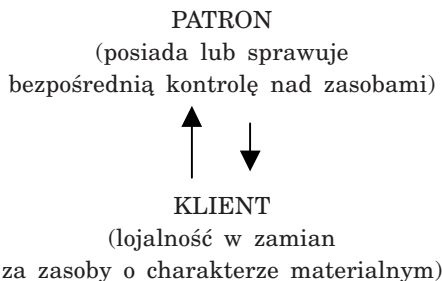 PATRON
(posiada lub sprawuje
bezpośrednią kontrolę nad zasobami)
KLIENT
(lojalność w zamian
za zasoby o charakterze materialnym)